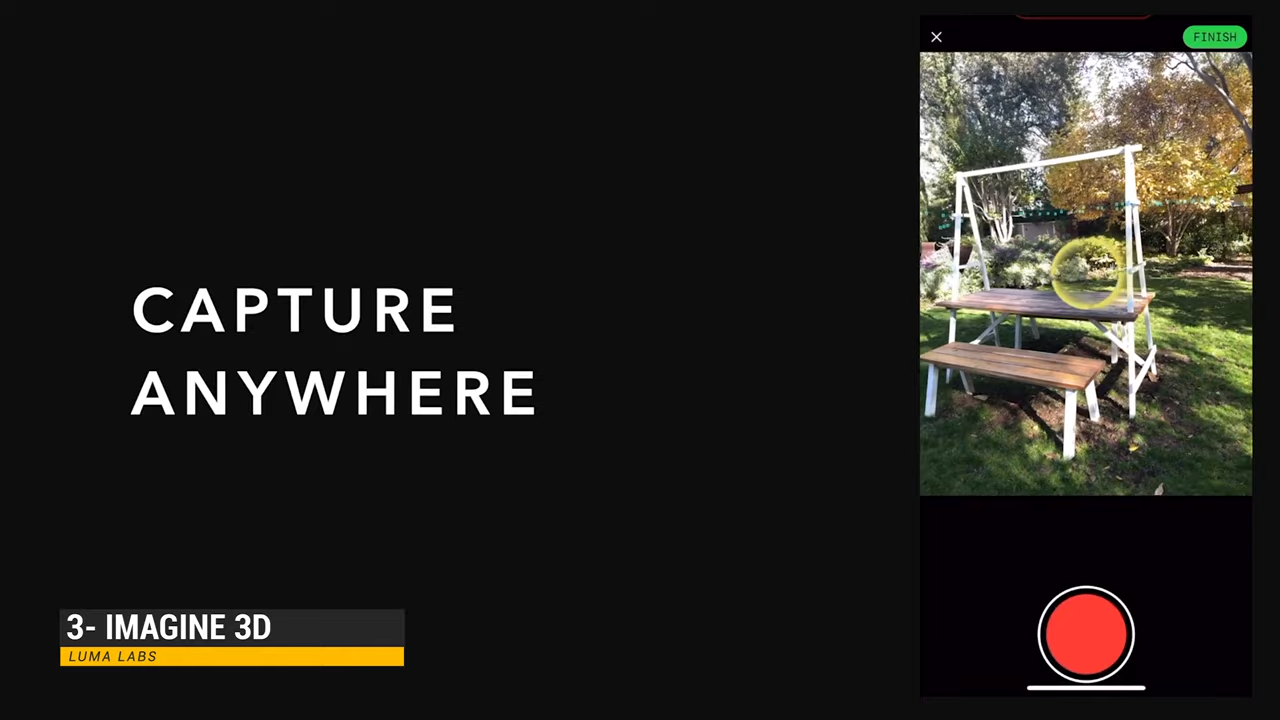 FINISH
CAPTURE
ANYWHERE
3- IMAGINE 3D
LUMA LABS